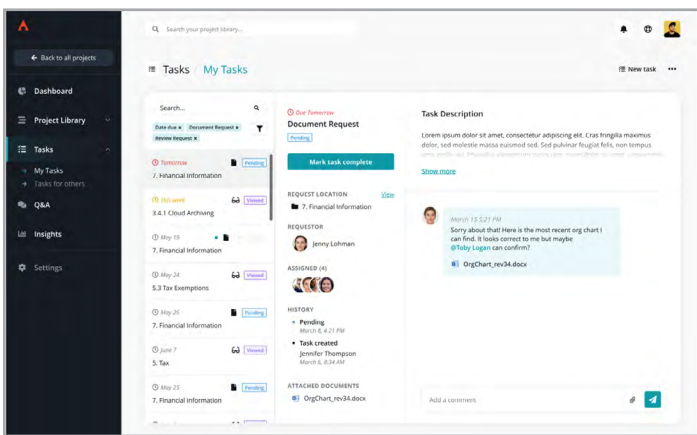 Search your project library...
Back to all projects
Dashboard
Project Library
Tasks
My Tasks
Tasks for others
Q&A
Insights
Settings
Tasks / My Tasks
New task
Search...
Date due x Document Request x
Review Request x
Tomorrow Pending
7. Financial Information
This week Viewed
3.4.1 Cloud Archiving
May 19
7. Financial Information
May 24 Viewed
5.3 Tax Exemptions
May 26 Pending
7. Financial Information
June 7 Viewed
5. Tax
May 25 Pending
7. Financial Information
Due Tomorrow
Document Request
Pending
Mark task complete
REQUEST LOCATION View
7. Financial Information
REQUESTOR
Jenny Lohman
ASSIGNED (4)
HISTORY
Pending
March 8, 4:21 PM
Task created
Jennifer Thompson
March 6, 8:34 AM
ATTACHED DOCUMENTS
OrgChart_rev34.docx
Task Description
Lorem ipsum dolor sit amet, consectetur adipiscing elit. Cras fringilla maximus
dolor, sed molestie massa euismod sed. Sed pulvinar feugiat felis, non tempus
Show more
March 15 5:21 PM
Sorry about that! Here is the most recent org chart I
can find. It looks correct to me but maybe
@Toby Logan can confirm?
OrgChart_rev34.docx
Add a comment